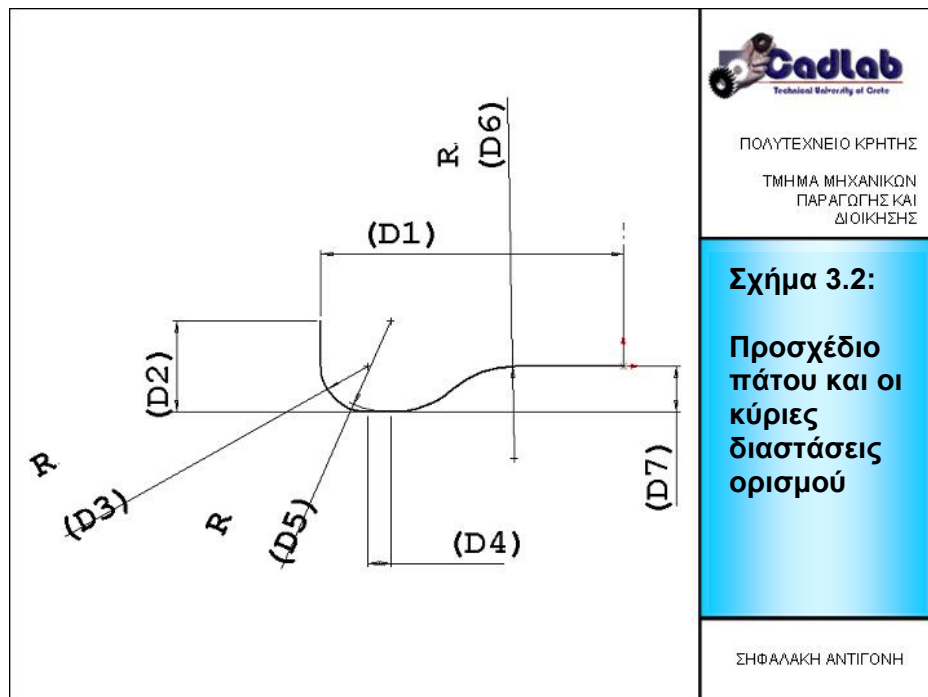 CadLab
Technical University of Crete
ΠΟΛΥΤΕΧΝΕΙΟ ΚΡΗΤΗΣ
ΤΜΗΜΑ ΜΗΧΑΝΙΚΩΝ
ΠΑΡΑΓΩΓΗΣ ΚΑΙ
ΔΙΟΙΚΗΣΗΣ
Σχήμα 3.2:
Προσχέδιο
πάτου και οι
κύριες
διαστάσεις
ορισμού
ΣΗΦΑΛΑΚΗ ΑΝΤΙΓΟΝΗ
R
(D6)
(D1)
(D2)
R
(D3)
R
(D5)
(D4)
(D7)